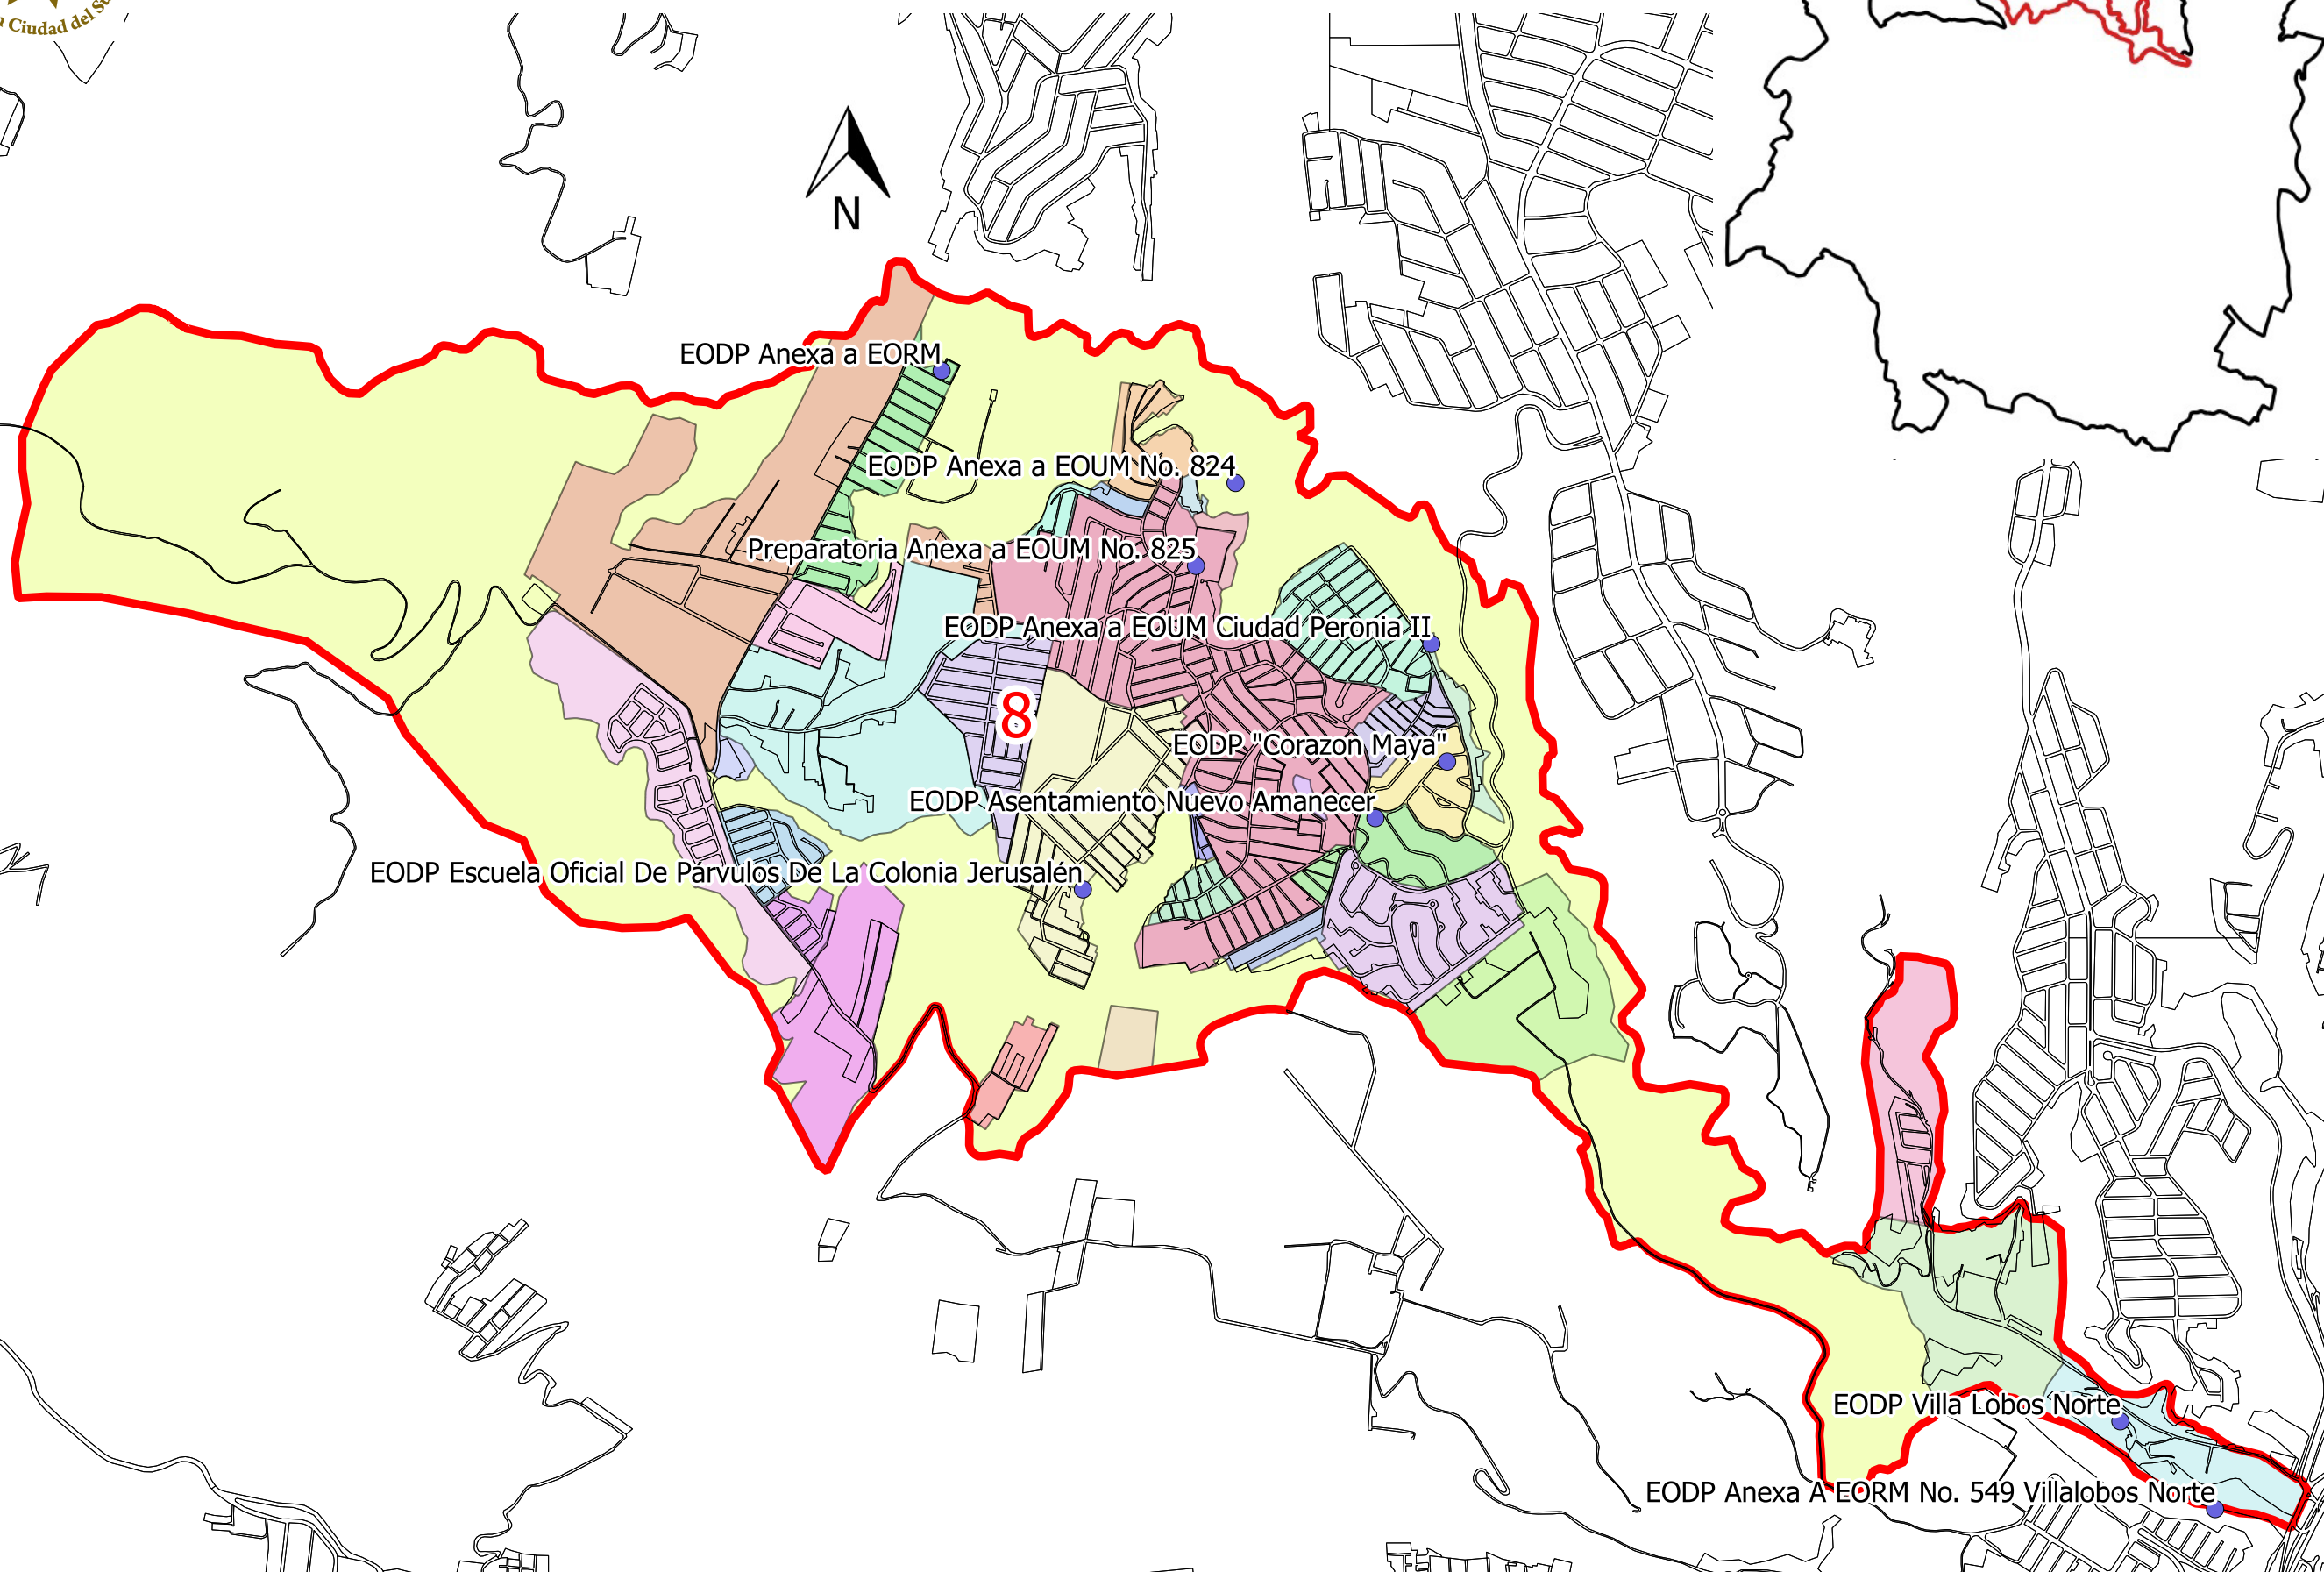 Ciudad del Su
N
EODP Anexa a EORM
EODP Anexa a EOUM No. 824
Preparatoria Anexa a EOUM No. 825
EODP Anexa a EOUM Ciudad Peronia II
8
EODP "Corazon Maya"
EODP Asentamiento Nuevo Amanecer
EODP Escuela Oficial De Párvulos De La Colonia Jerusalén
EODP Villa Lobos Norte
EODP Anexa A EORM No. 549 Villalobos Norte